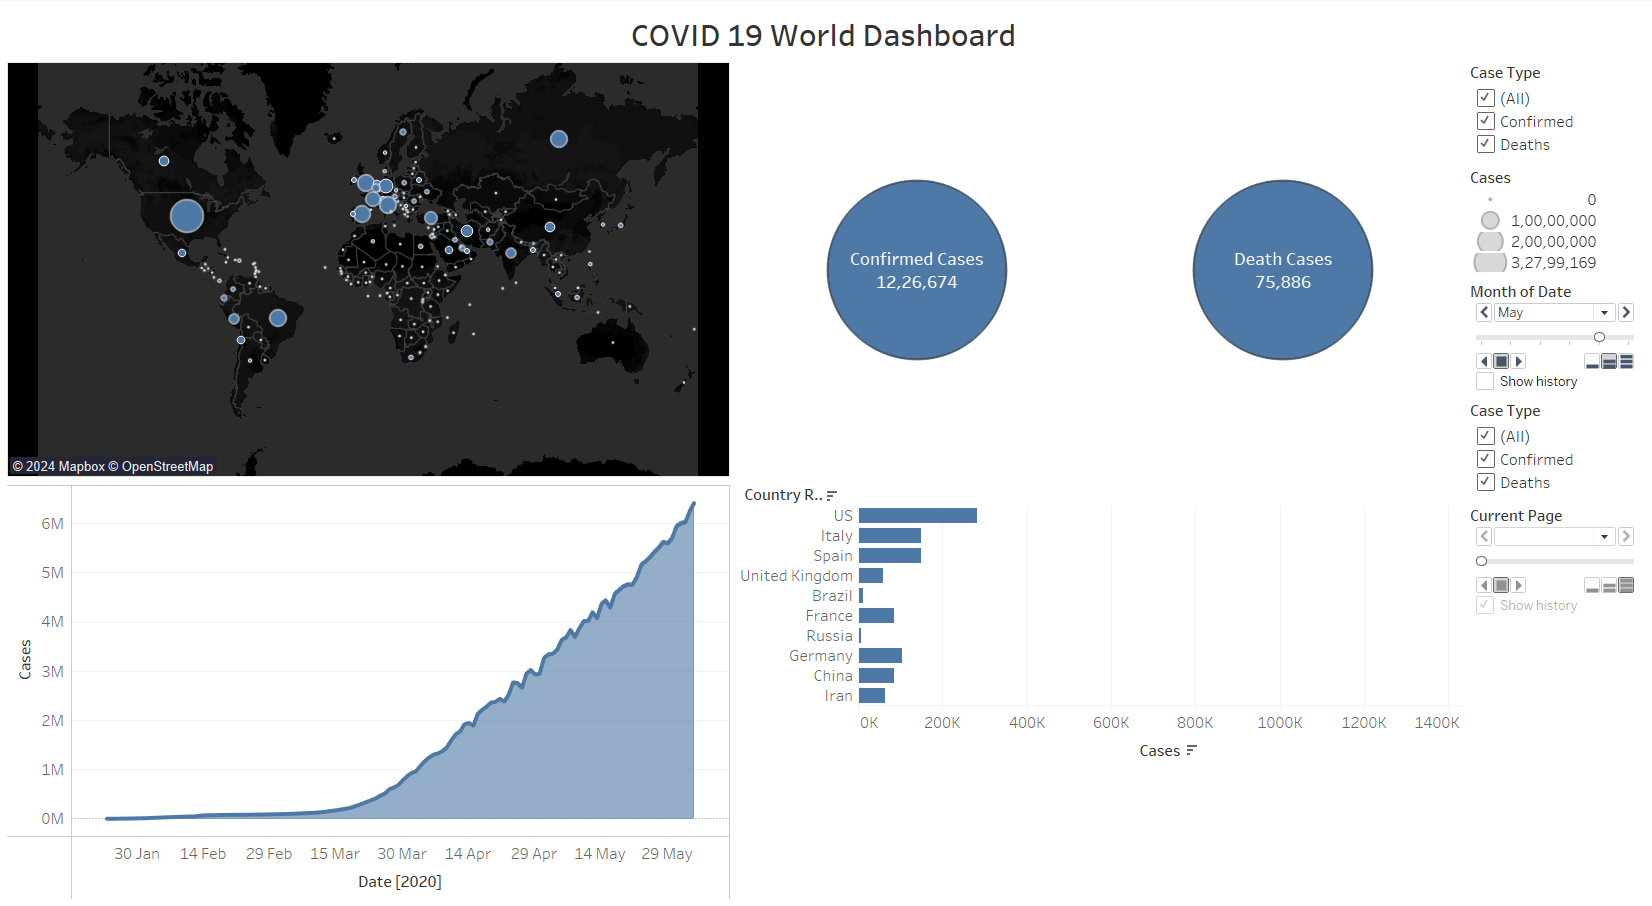 COVID 19 World Dashboard
© 2024 Mapbox © OpenStreetMap
Confirmed Cases
12,26,674
Death Cases
75,886
Case Type
(All)
Confirmed
Deaths
Cases
0
1,00,00,000
2,00,00,000
3,27,99,169
Month of Date
May
Show history
Case Type
(All)
Confirmed
Deaths
Current Page
Show history
Cases
6M
5M
4M
3M
2M
1M
0M
30 Jan 14 Feb 29 Feb 15 Mar 30 Mar 14 Apr 29 Apr 14 May 29 May
Date [2020]
Country R..
US
Italy
Spain
United Kingdom
Brazil
France
Russia
Germany
China
Iran
0K 200K 400K 600K 800K 1000K 1200K 1400K
Cases